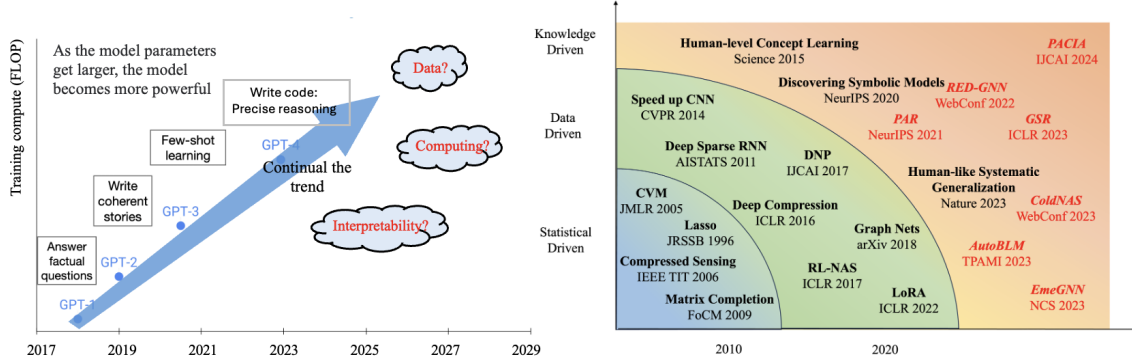 Training compute (FLOP)
As the model parameters
get larger, the model
becomes more powerful
Data?
Write code:
Precise reasoning
Few-shot
learning
GPT-4
Continual the
trend
Computing?
Write
coherent
stories
GPT-3
Interpretability?
Answer
factual
questions
GPT-2
GPT-1
2017
2019
2021
2023
2025
2027
2029
Knowledge
Driven
Data
Driven
Statistical
Driven
Human-level Concept Learning
Science 2015
PACIA
IJCAI 2024
Discovering Symbolic Models
NeurIPS 2020
RED-GNN
WebConf 2022
Speed up CNN
CVPR 2014
PAR
NeurIPS 2021
GSR
ICLR 2023
Deep Sparse RNN
AISTATS 2011
DNP
IJCAI 2017
Human-like Systematic
Generalization
Nature 2023
CVM
JMLR 2005
Deep Compression
ICLR 2016
ColdNAS
WebConf 2023
Lasso
JRSSB 1996
Graph Nets
arXiv 2018
AutoBLM
TPAMI 2023
Compressed Sensing
IEEE TIT 2006
RL-NAS
ICLR 2017
Matrix Completion
FoCM 2009
LoRA
ICLR 2022
EmeGNN
NCS 2023
2010
2020